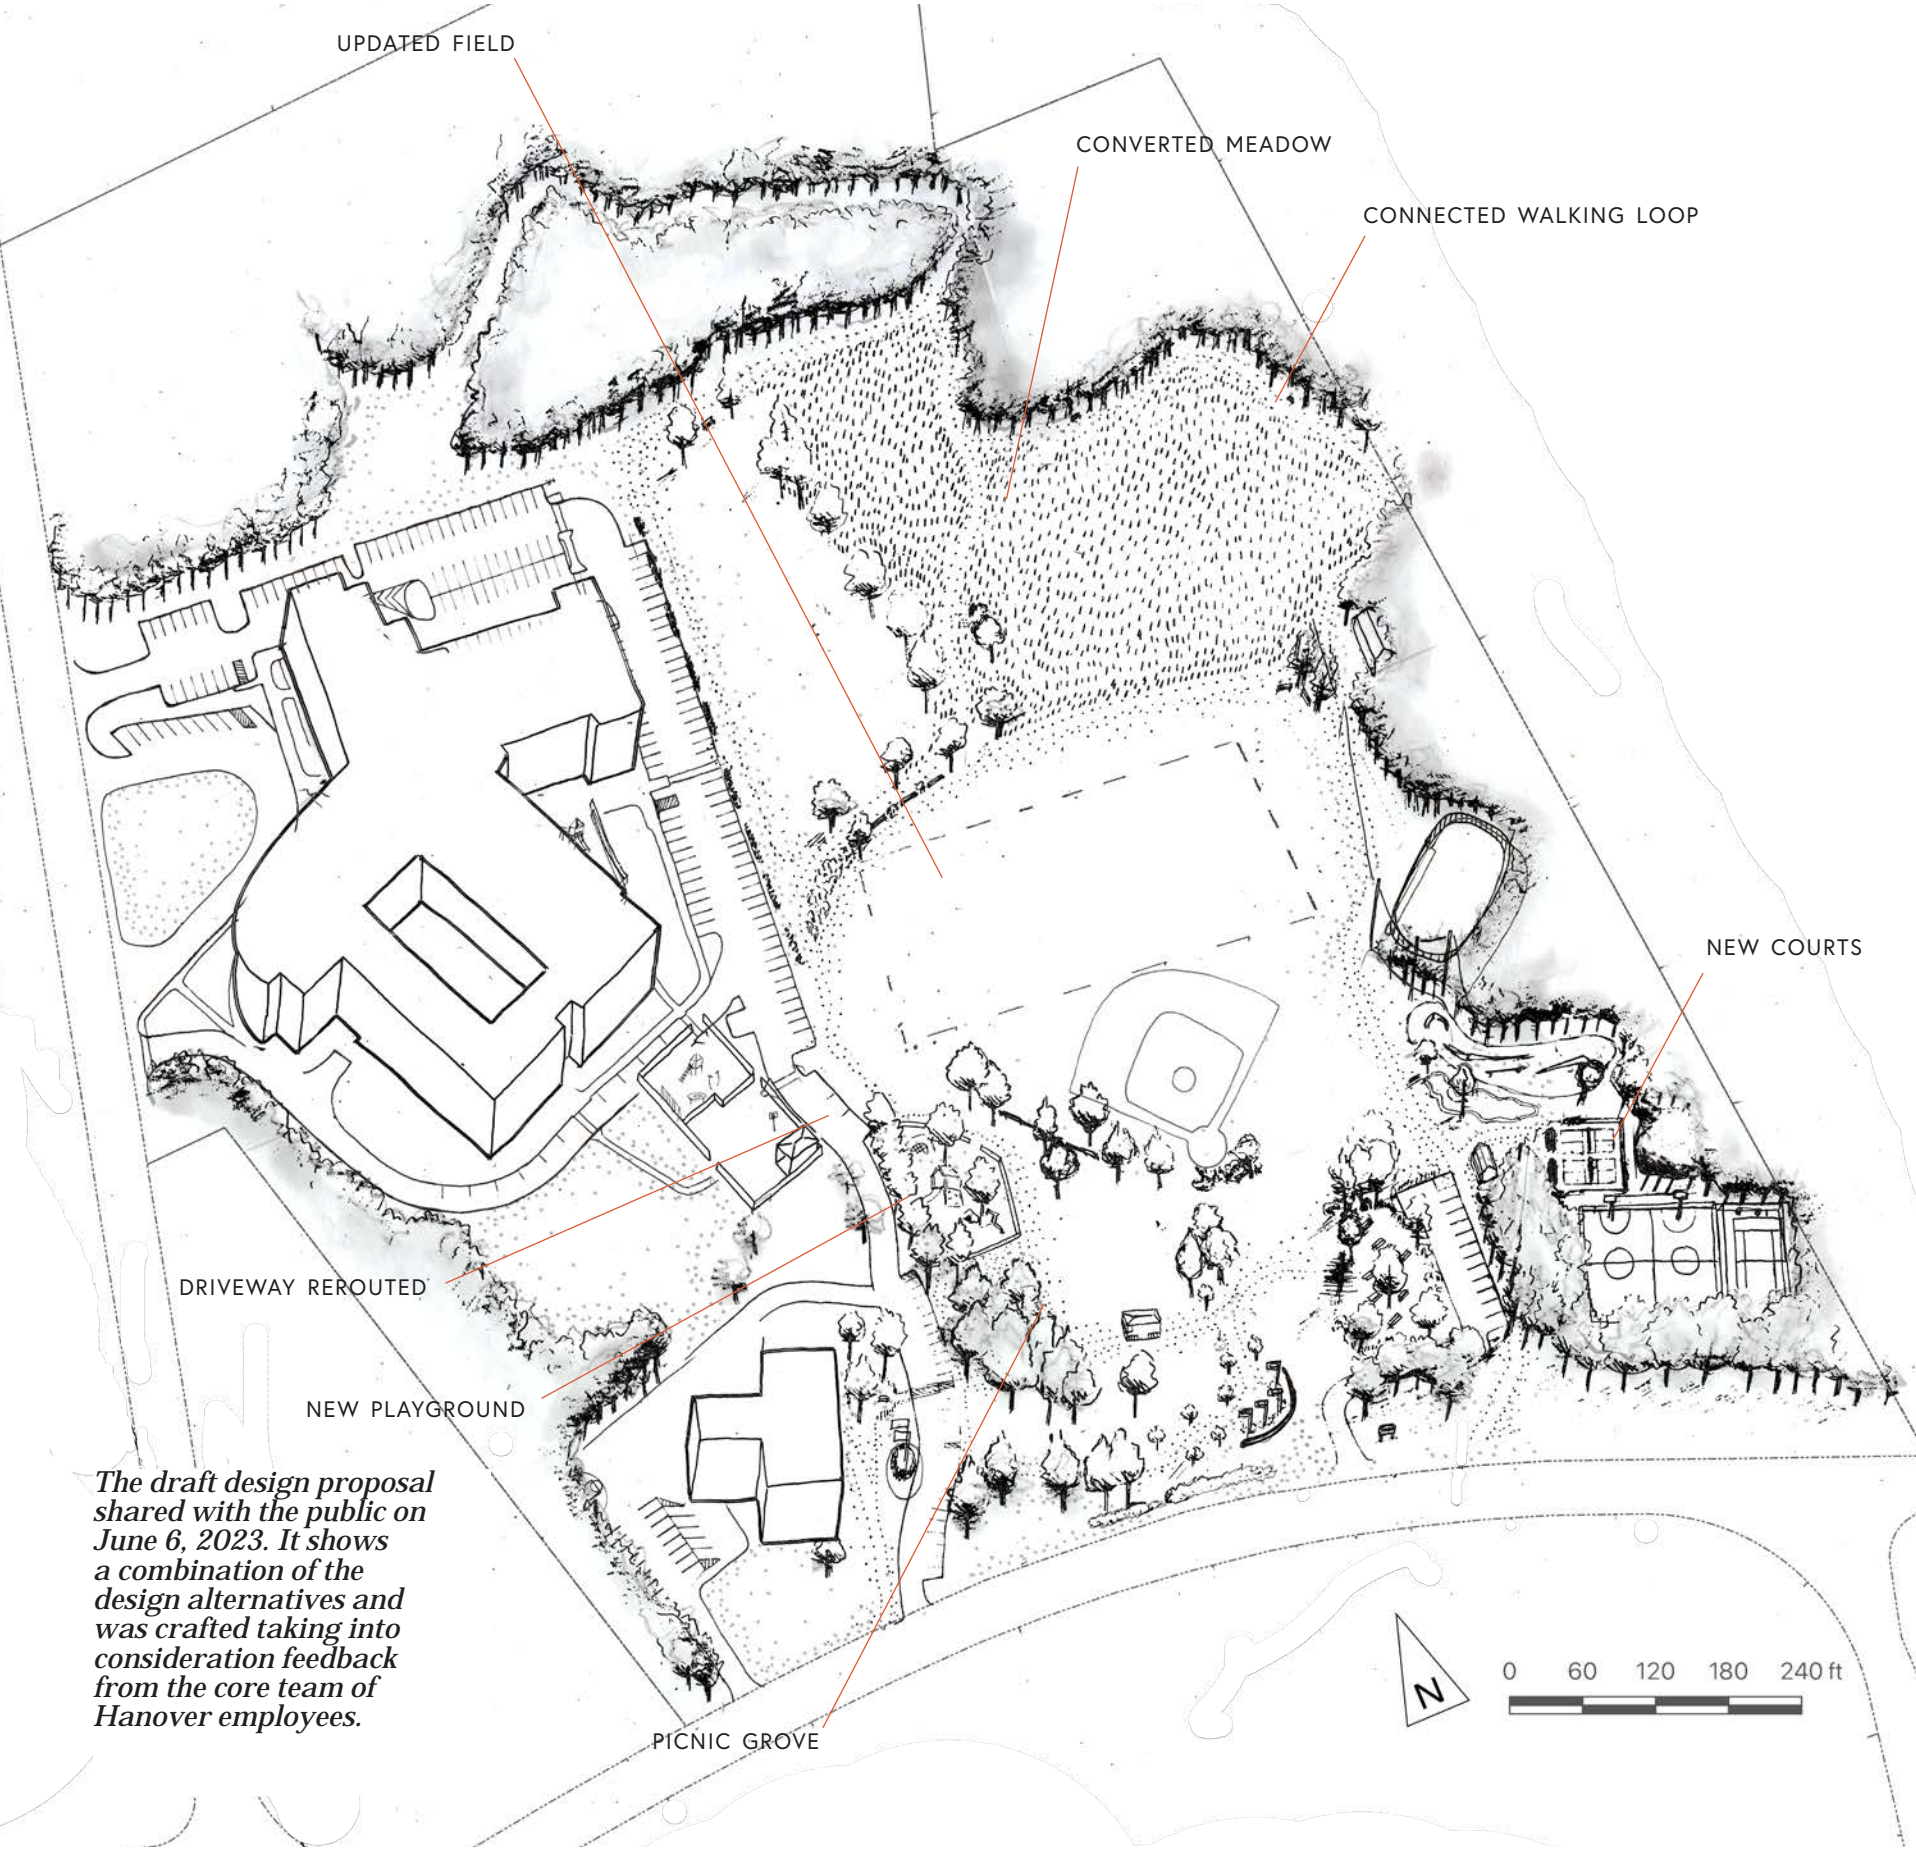 UPDATED FIELD
CONVERTED MEADOW
CONNECTED WALKING LOOP
NEW COURTS
DRIVEWAY REROUTED
NEW PLAYGROUND
The draft design proposal
shared with the public on
June 6, 2023. It shows
a combination of the
design alternatives and
was crafted taking into
consideration feedback
from the core team of
Hanover employees.
PICNIC GROVE
N
0 60 120 180 240 ft